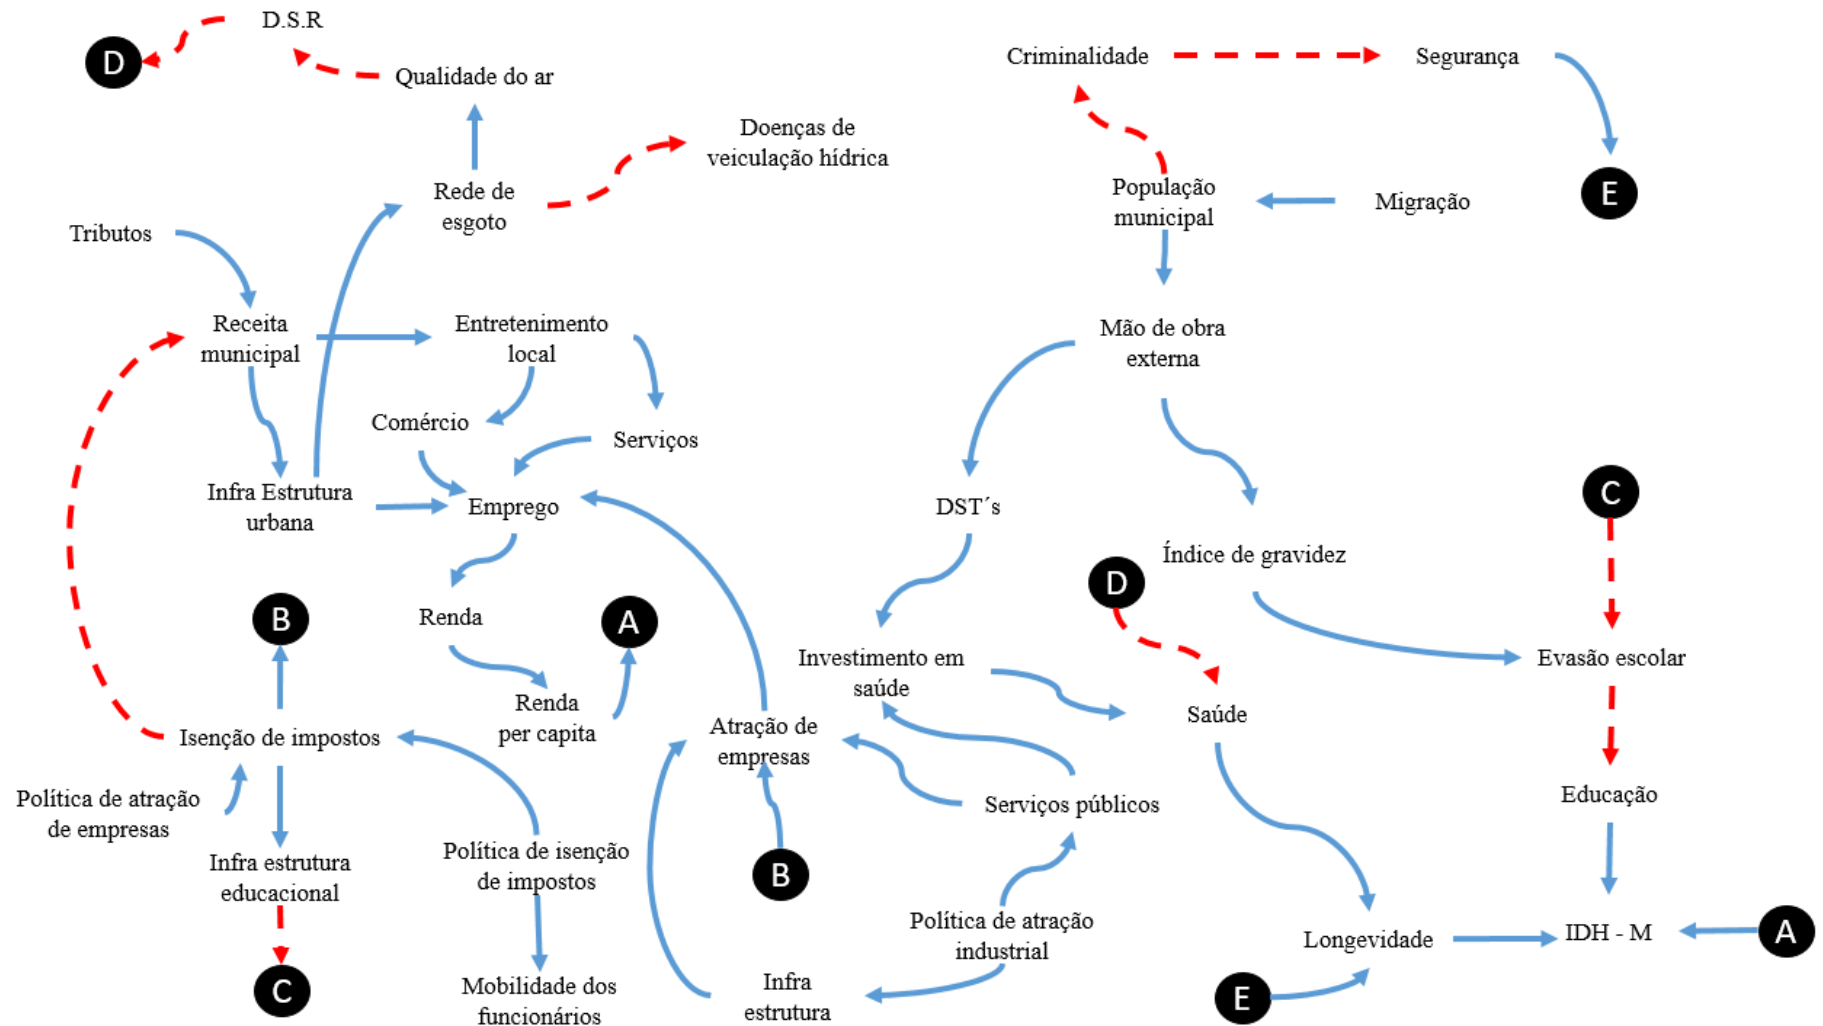 D.S.R
D
Qualidade do ar
Criminalidade
Segurança
Doenças de
veiculação hídrica
Rede de
esgoto
População
municipal
Migração
E
Tributos
Receita
municipal
Entretenimento
local
Mão de obra
externa
Comércio
Serviços
Infra Estrutura
urbana
Emprego
DST´s
C
Índice de gravidez
D
B
Renda
A
Investimento em
saúde
Evasão escolar
Renda
per capita
Saúde
Isenção de impostos
Atração de
empresas
Política de atração
de empresas
Serviços públicos
Educação
Infra estrutura
educacional
Política de isenção
de impostos
B
Política de atração
industrial
Longevidade
IDH - M
A
C
Mobilidade dos
funcionários
Infra
estrutura
E